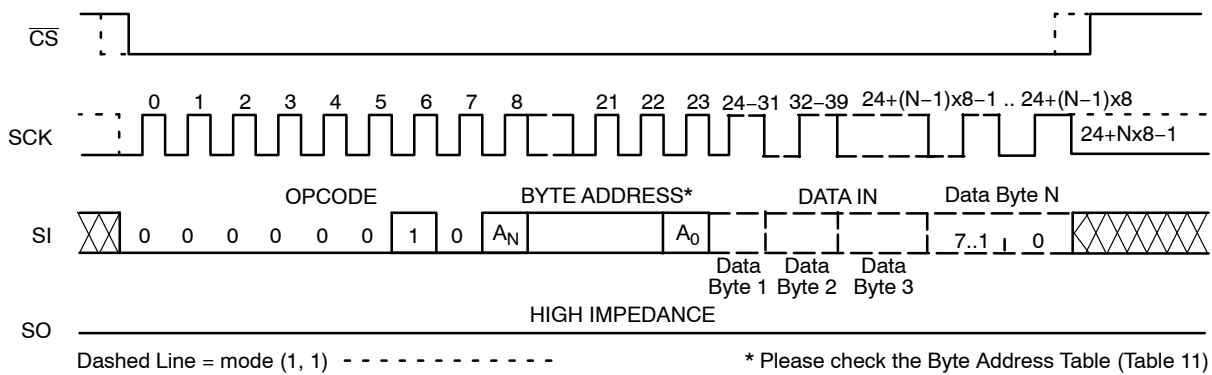 CS
0 1 2 3 4 5 6 7 8 21 22 23 24–31 32–39 24+(N–1)x8–1 .. 24+(N–1)x8
SCK
24+Nx8–1
OPCODE BYTE ADDRESS* DATA IN Data Byte N
SI 0 0 0 0 0 0 1 0 AN A0 7..1 0
Data Byte 1 Data Byte 2 Data Byte 3
HIGH IMPEDANCE
SO
Dashed Line = mode (1, 1) * Please check the Byte Address Table (Table 11)